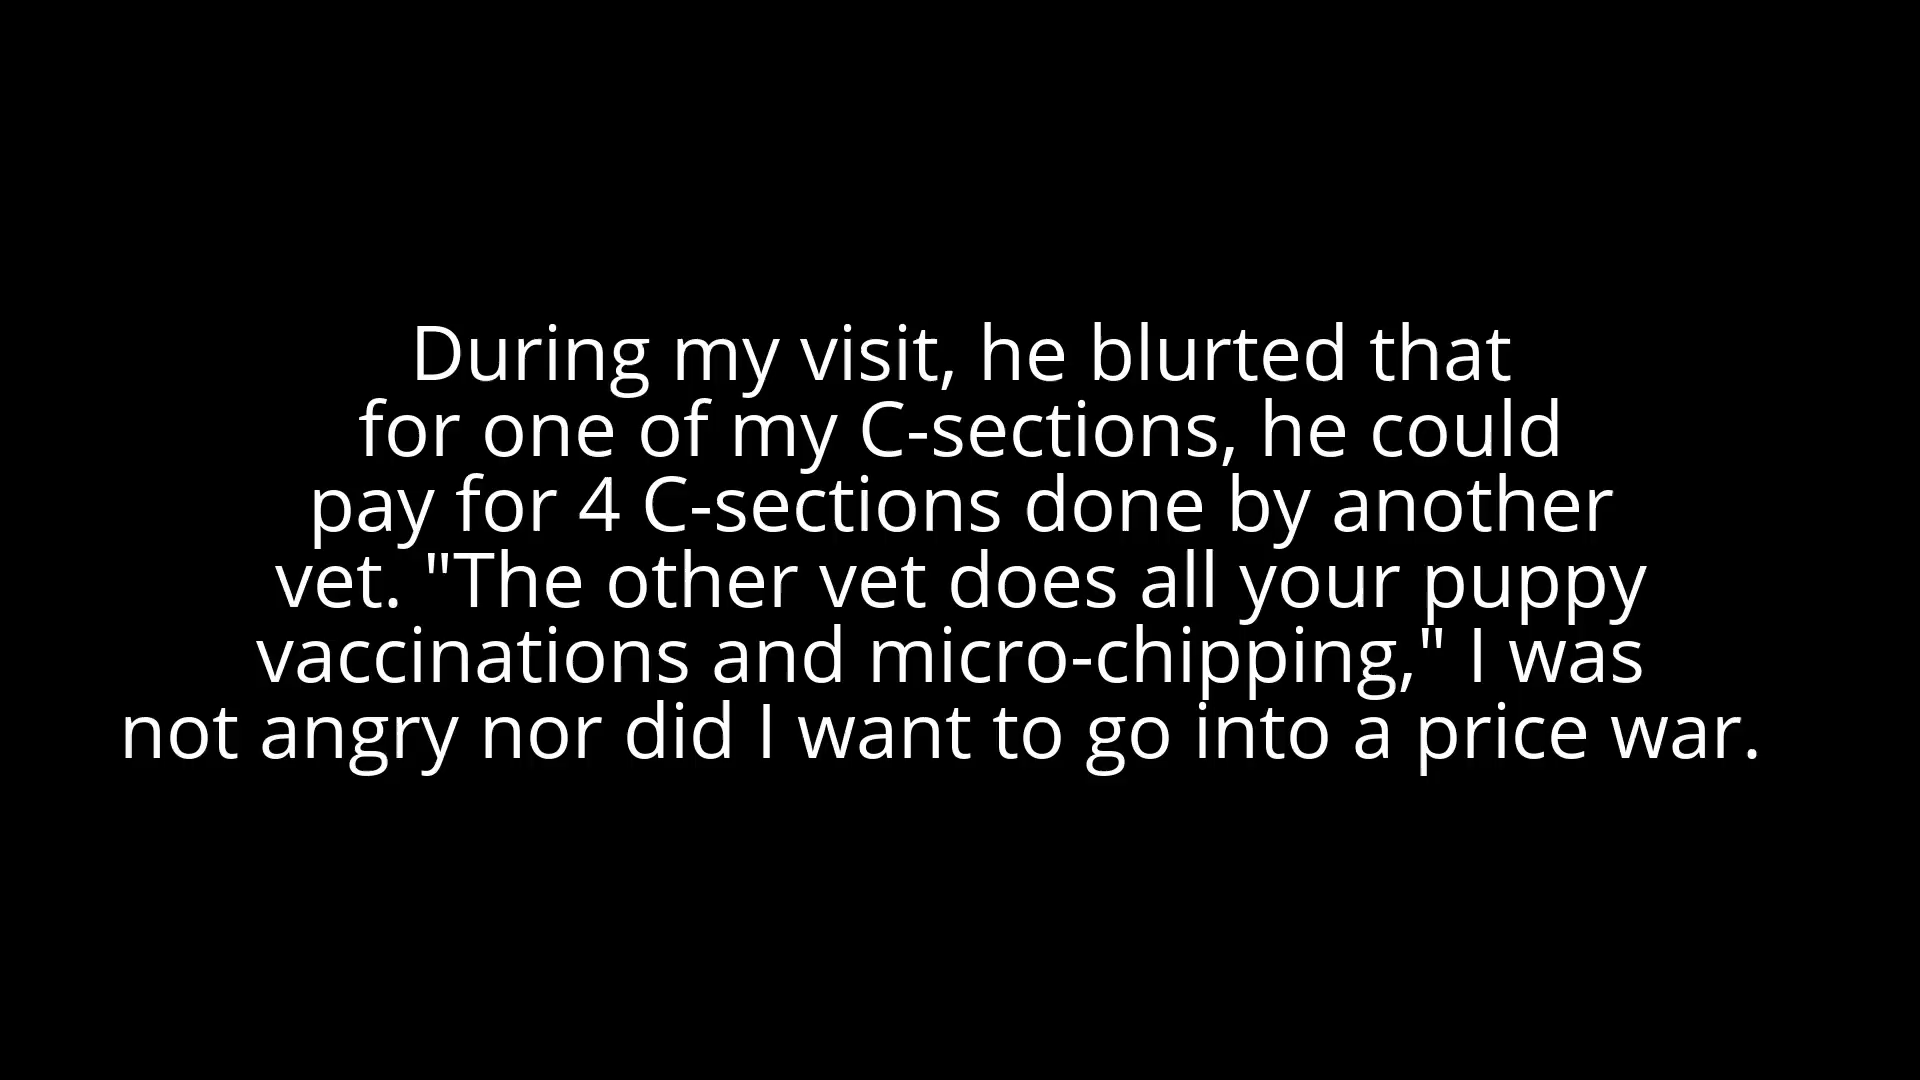 During my visit, he blurted that
for one of my C-sections, he could
pay for 4 C-sections done by another
vet. "The other vet does all your puppy
vaccinations and micro-chipping," I was
not angry nor did I want to go into a price war.